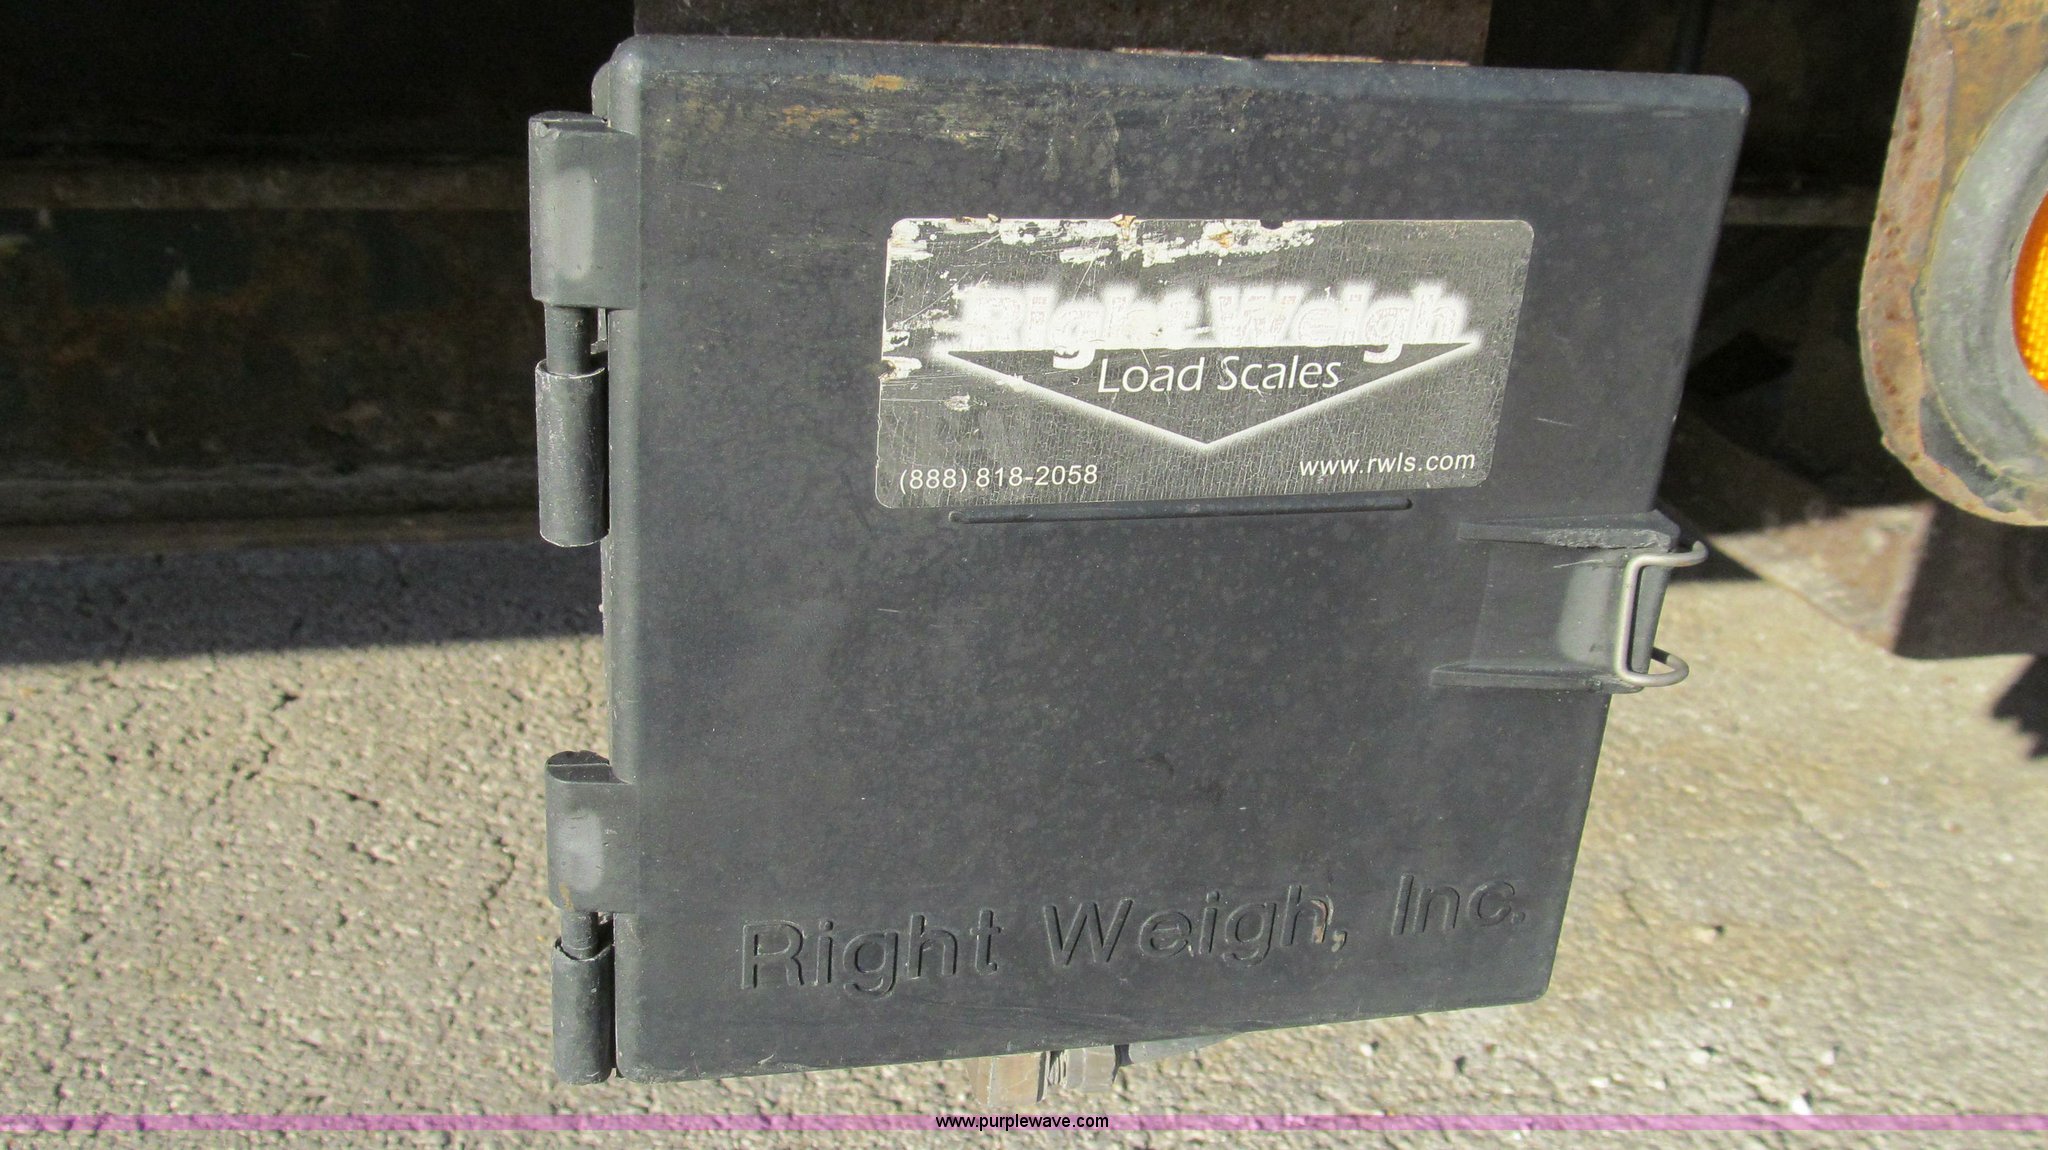 Right Weigh
Load Scales
(888) 818-2058
www.rwls.com
Right Weigh, Inc.
www.purplewave.com